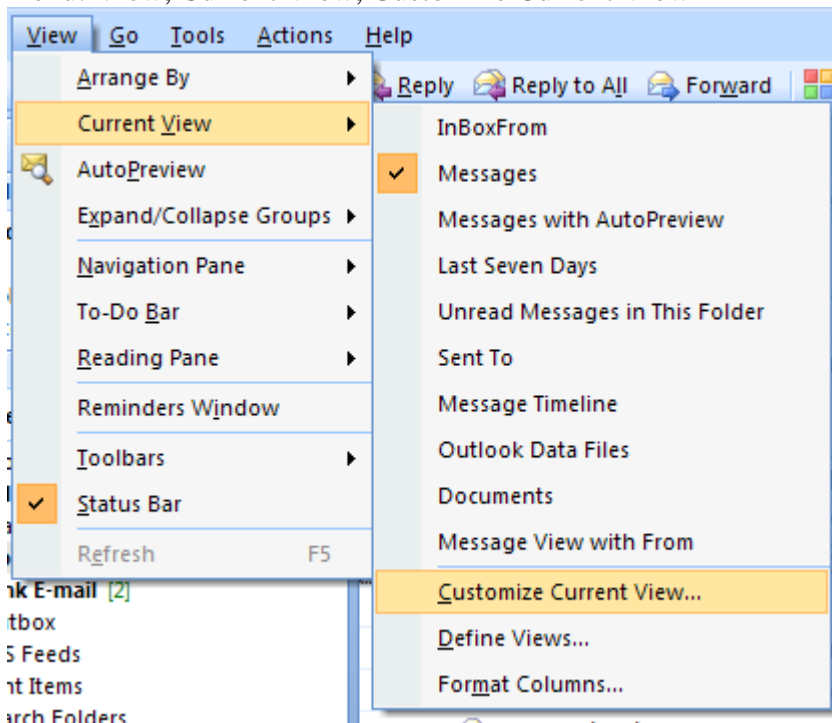 View Go Tools Actions Help
Arrange By
Reply Reply to All Forward
Current View
InBoxFrom
AutoPreview
Messages
Expand/Collapse Groups
Messages with AutoPreview
Navigation Pane
Last Seven Days
To-Do Bar
Unread Messages in This Folder
Reading Pane
Sent To
Reminders Window
Message Timeline
Toolbars
Outlook Data Files
Status Bar
Documents
Refresh F5
Message View with From
nk E-mail [2]
Customize Current View...
tbox
Define Views...
S Feeds
nt Items
Format Columns...
arch Folders